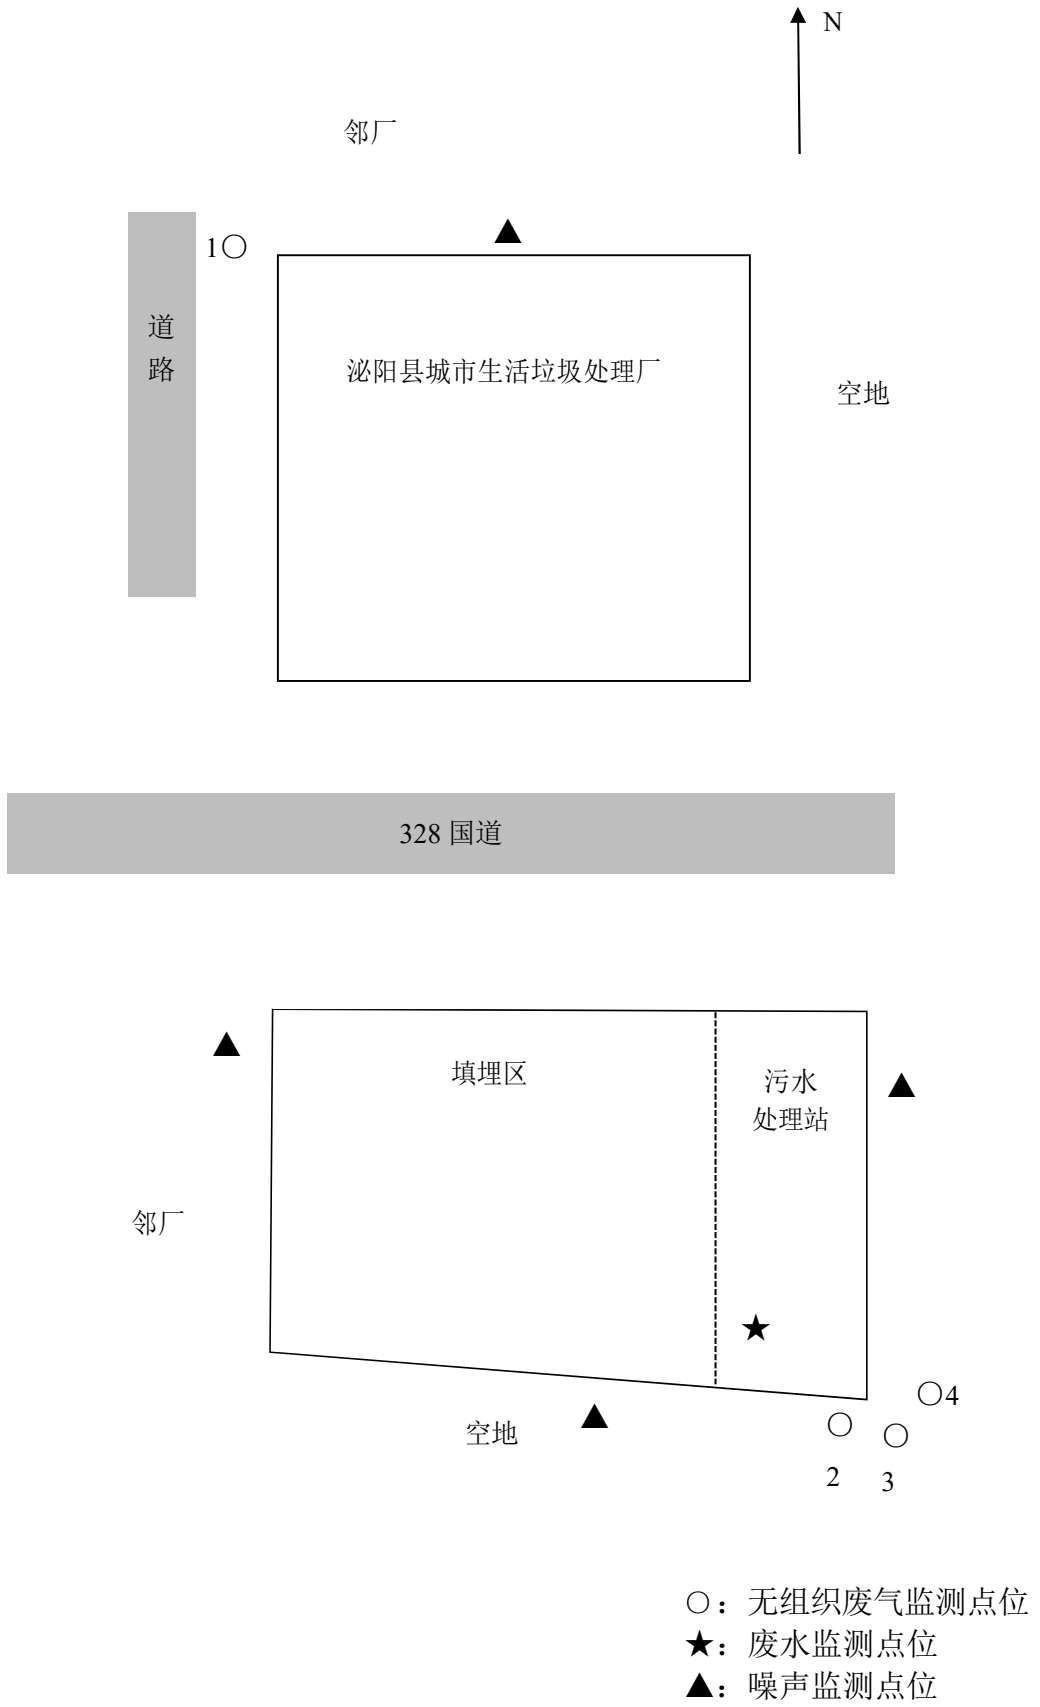 N
邻厂
1○
道
路
泌阳县城市生活垃圾处理厂
空地
328 国道
填埋区
污水
处理站
邻厂
○4
空地
2
3
○：无组织废气监测点位
★：废水监测点位
▲：噪声监测点位